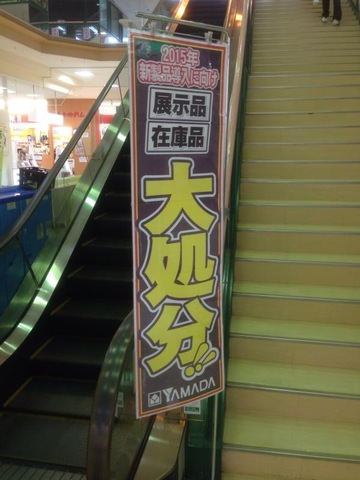 2015年
新製品導入に向け
展示品
在庫品
大処分!!
YAMADA